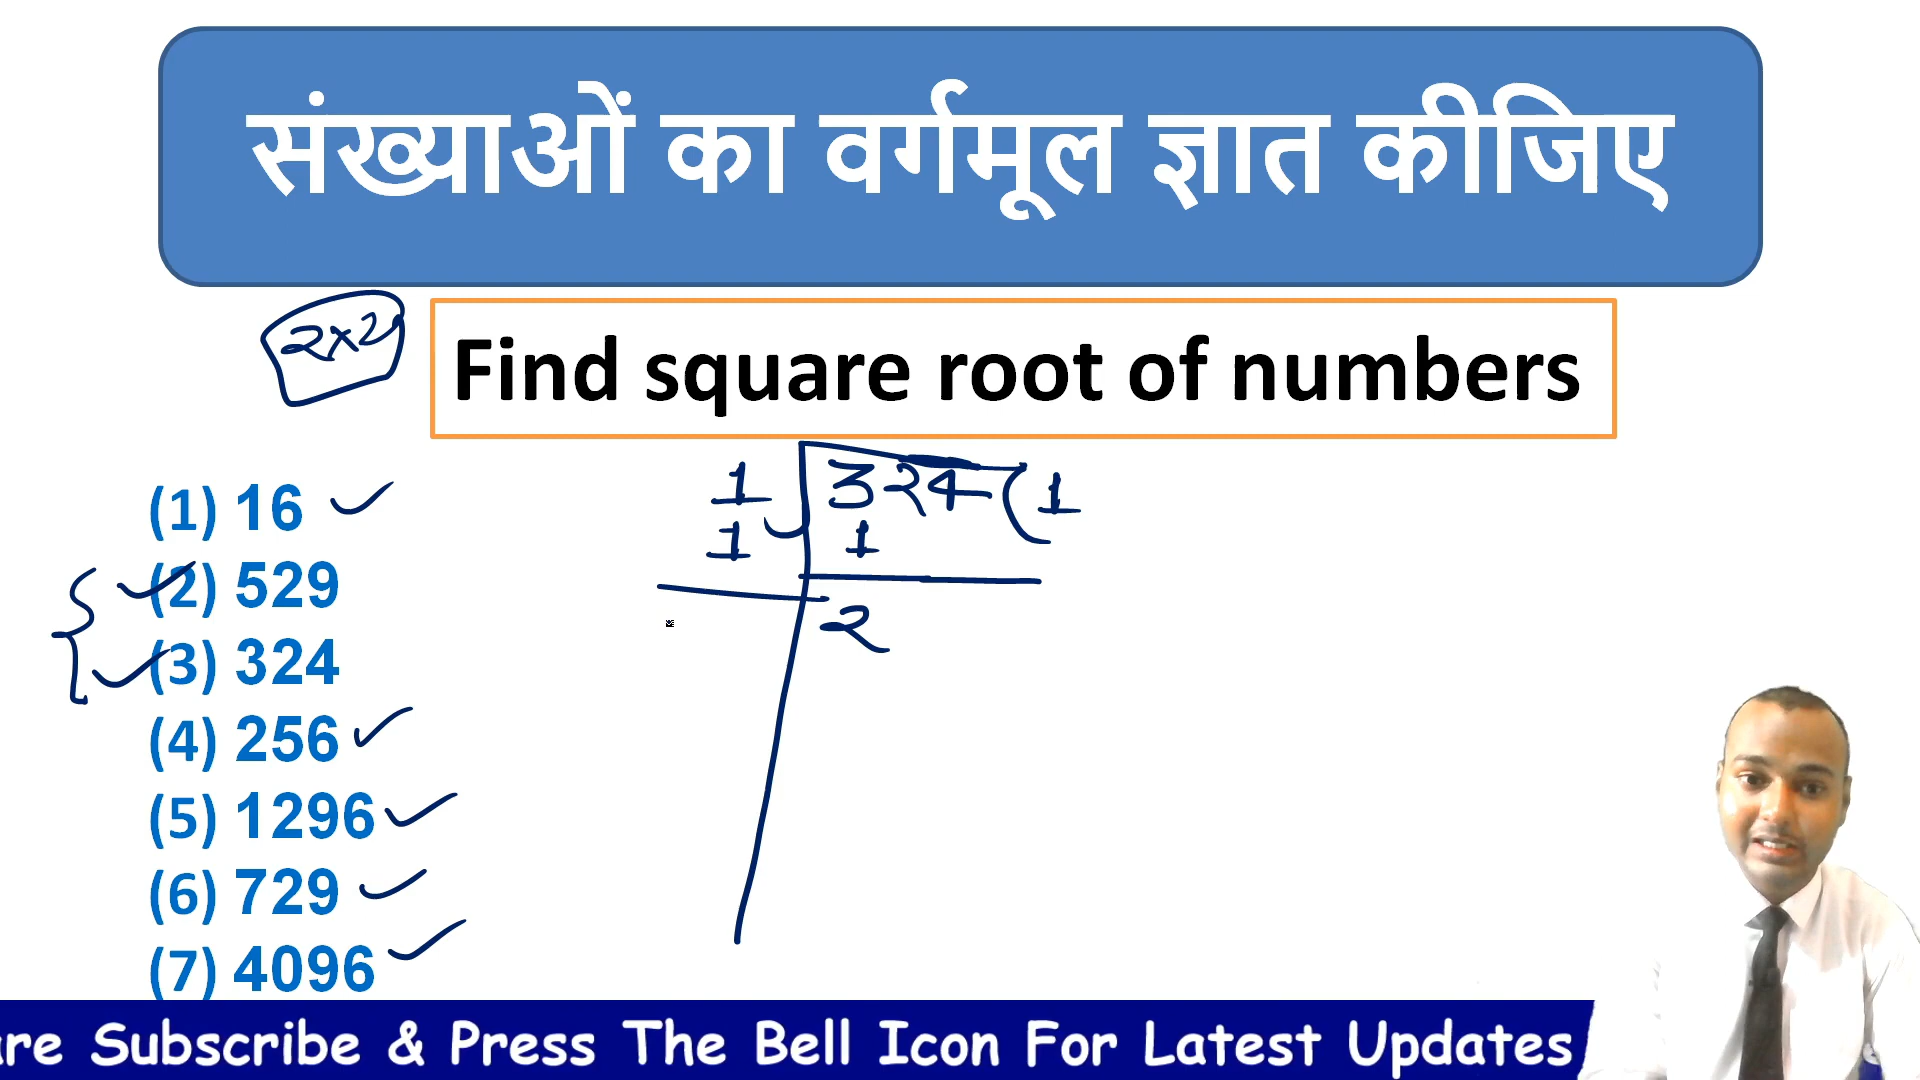 संख्याओं का वर्गमूल ज्ञात कीजिए
2x2
Find square root of numbers
(1) 16
(2) 529
(3) 324
(4) 256
(5) 1296
(6) 729
(7) 4096
1 324 1
1 1
2
are Subscribe & Press The Bell Icon For Latest Updates